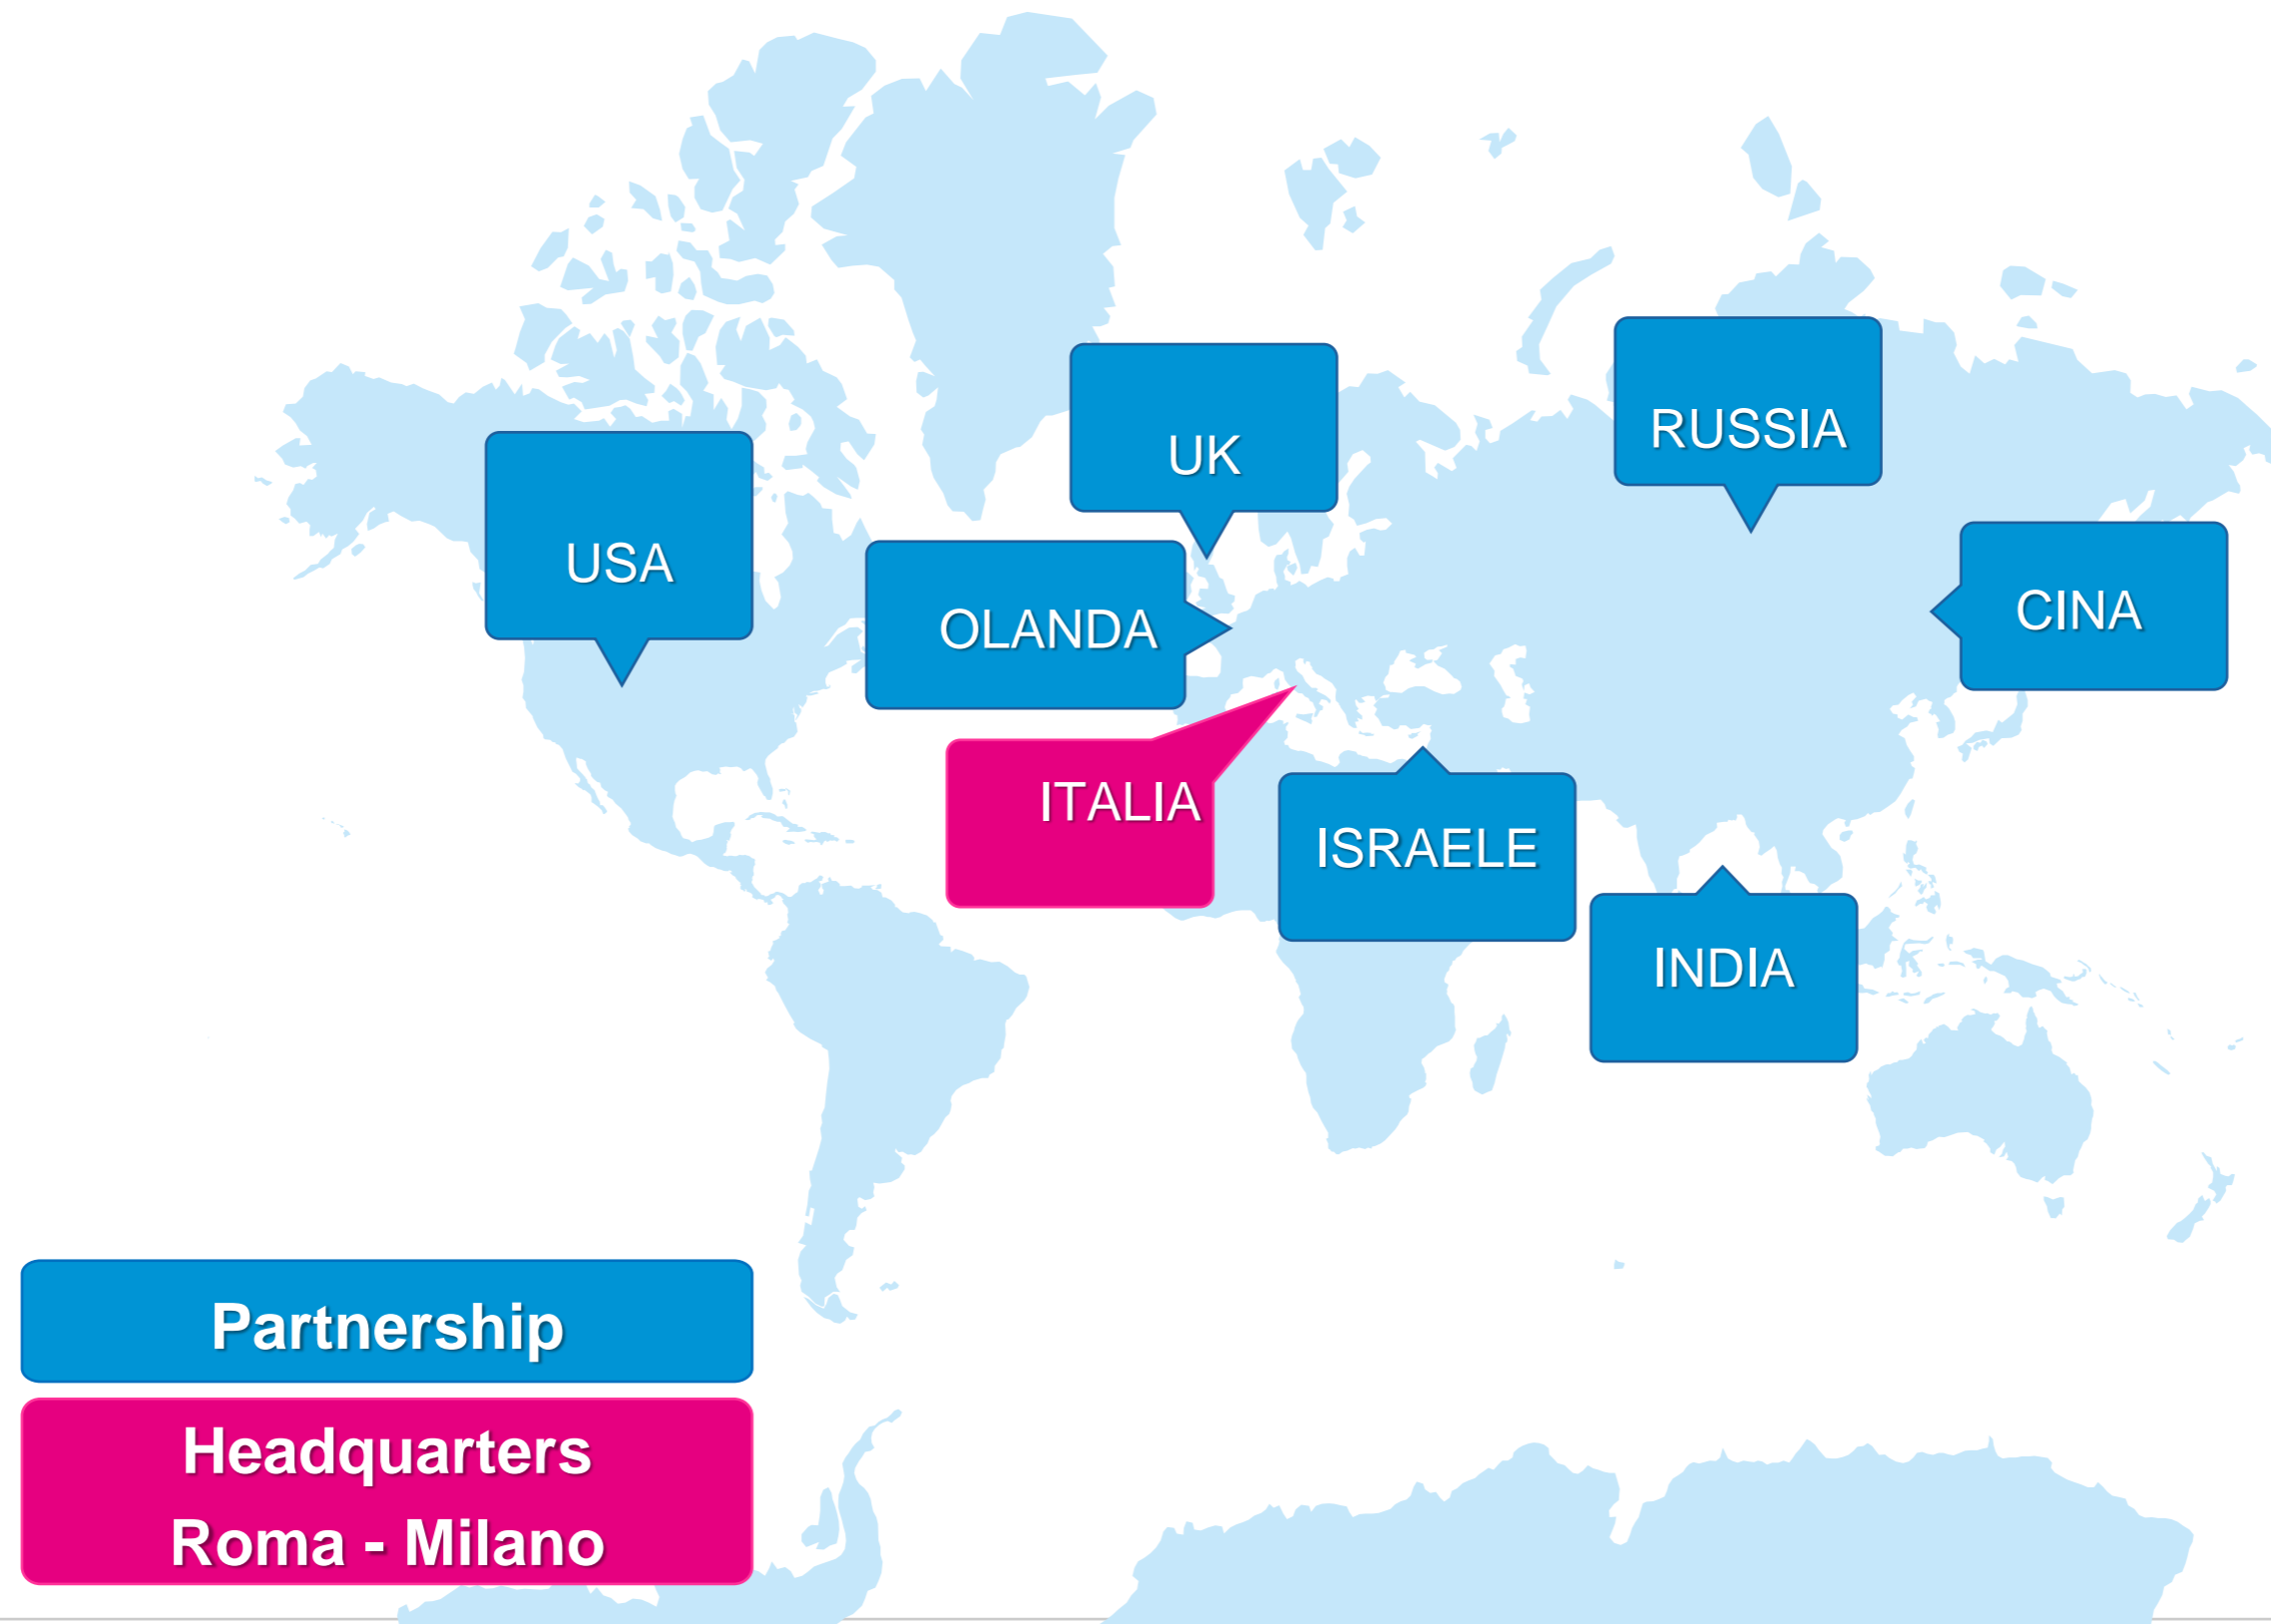 RUSSIA
UK
USA
CINA
OLANDA
ITALIA
ISRAELE
INDIA
Partnership
Headquarters
Roma - Milano